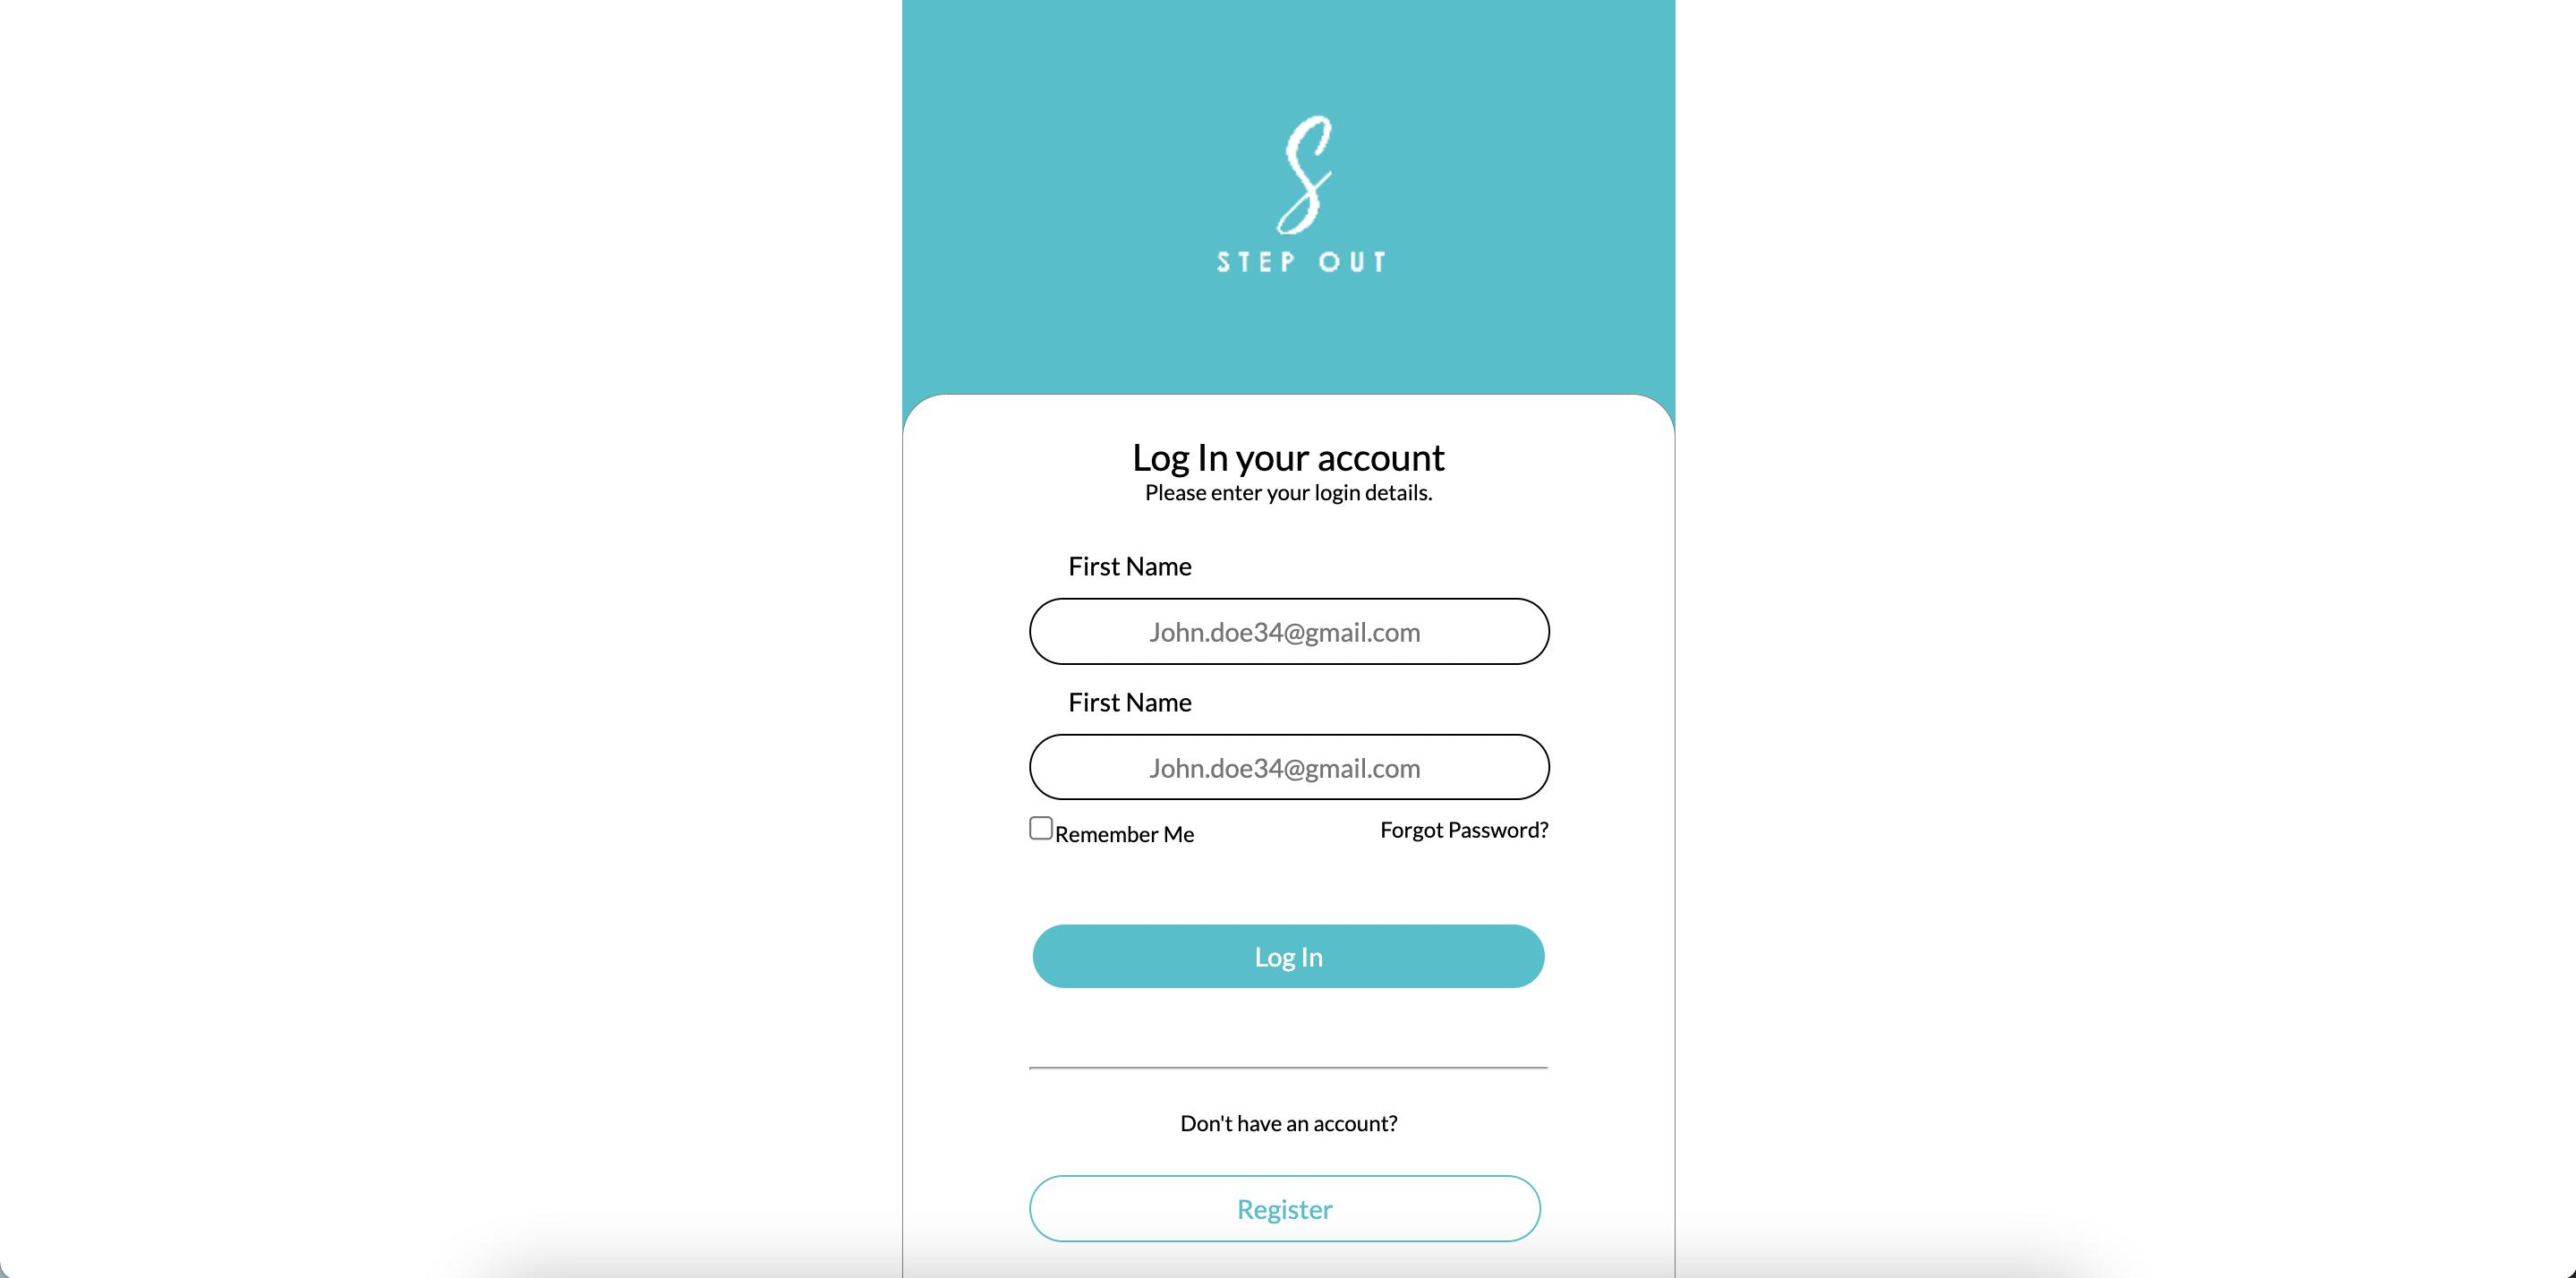 S
STEP OUT
Log In your account
Please enter your login details.
First Name
John.doe34@gmail.com
First Name
John.doe34@gmail.com
Remember Me Forgot Password?
Log In
Don't have an account?
Register